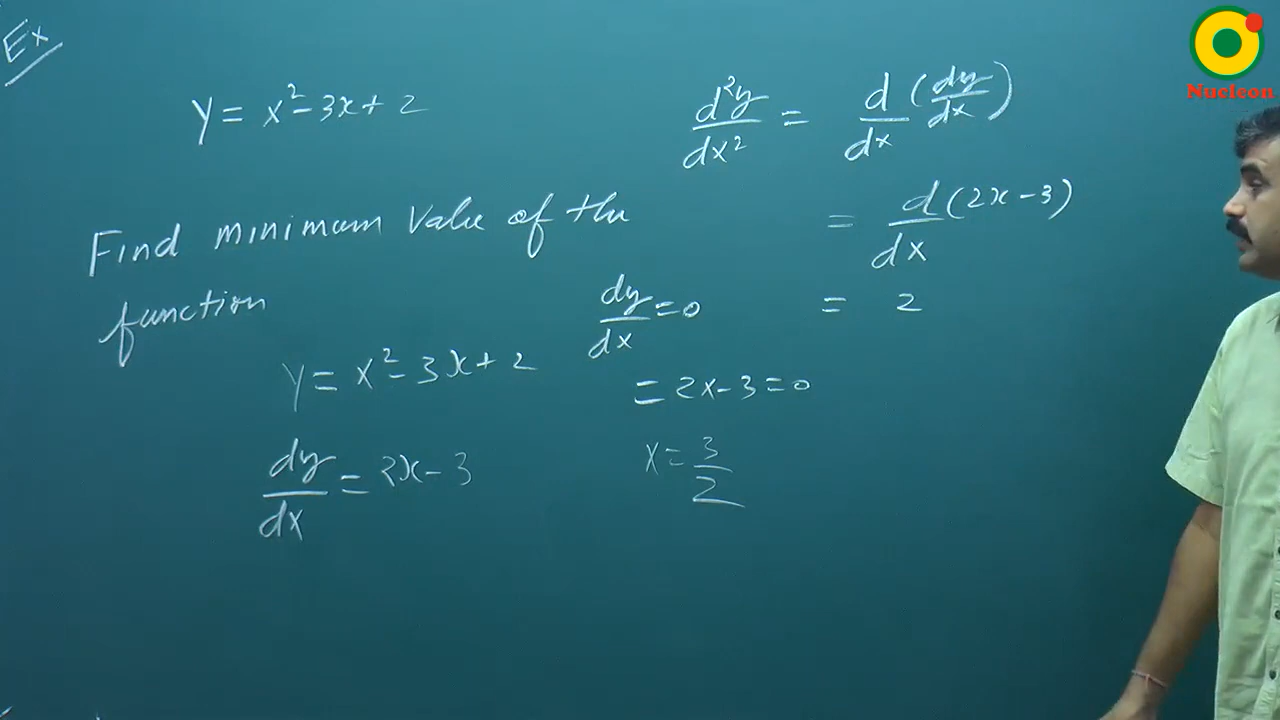 Ex
y = x² - 3x + 2
Find minimum value of the
function
y = x² - 3x + 2
dy/dx = 2x - 3
dy/dx = 0
= 2x - 3 = 0
x = 3/2
d²y/dx² = d/dx (dy/dx)
= d/dx (2x - 3)
= 2
Nucleon